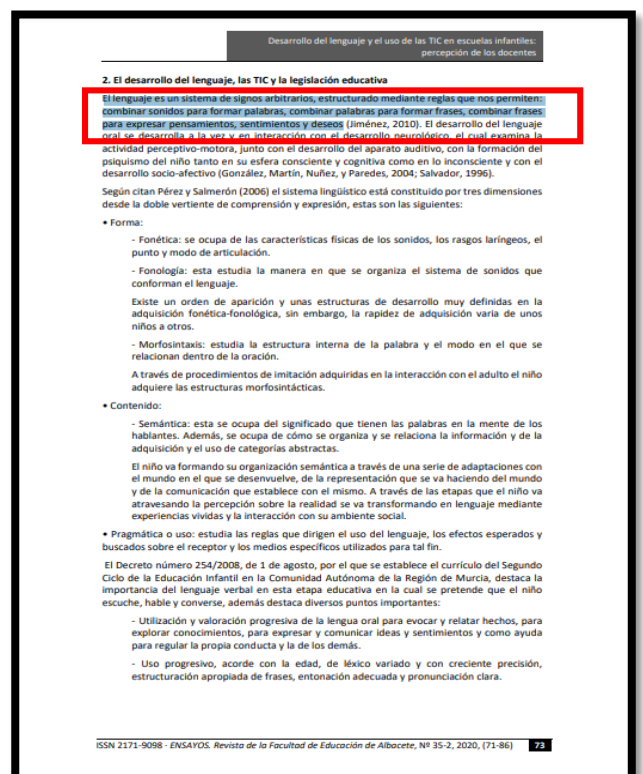 Desarrollo del lenguaje y el uso de las TIC en escuelas infantiles:
percepción de los docentes
2. El desarrollo del lenguaje, las TIC y la legislación educativa
El lenguaje es un sistema de signos arbitrarios, estructurado mediante reglas que nos permiten:
combinar sonidos para formar palabras, combinar palabras para formar frases, combinar frases
para expresar pensamientos, sentimientos y deseos (Jiménez, 2010). El desarrollo del lenguaje
oral se desarrolla a la vez y en interacción con el desarrollo neurológico, el cual examina la
actividad perceptivo-motora, junto con el desarrollo del aparato auditivo, con la formación del
psiquismo del niño tanto en su esfera consciente y cognitiva como en lo inconsciente y con el
desarrollo socio-afectivo (González, Martín, Nuñez, y Paredes, 2004; Salvador, 1996).
Según citan Pérez y Salmerón (2006) el sistema lingüístico está constituido por tres dimensiones
desde la doble vertiente de comprensión y expresión, estas son las siguientes:
• Forma:
- Fonética: se ocupa de las características físicas de los sonidos, los rasgos laríngeos, el
punto y modo de articulación.
- Fonología: esta estudia la manera en que se organiza el sistema de sonidos que
conforman el lenguaje.
Existe un orden de aparición y unas estructuras de desarrollo muy definidas en la
adquisición fonética-fonológica, sin embargo, la rapidez de adquisición varia de unos
niños a otros.
- Morfosintaxis: estudia la estructura interna de la palabra y el modo en el que se
relacionan dentro de la oración.
A través de procedimientos de imitación adquiridas en la interacción con el adulto el niño
adquiere las estructuras morfosintácticas.
• Contenido:
- Semántica: esta se ocupa del significado que tienen las palabras en la mente de los
hablantes. Además, se ocupa de cómo se organiza y se relaciona la información y de la
adquisición y el uso de categorías abstractas.
El niño va formando su organización semántica a través de una serie de adaptaciones con
el mundo en el que se desenvuelve, de la representación que se va haciendo del mundo
y de la comunicación que establece con el mismo. A través de las etapas que el niño va
atravesando la percepción sobre la realidad se va transformando en lenguaje mediante
experiencias vividas y la interacción con su ambiente social.
• Pragmática o uso: estudia las reglas que dirigen el uso del lenguaje, los efectos esperados y
buscados sobre el receptor y los medios específicos utilizados para tal fin.
El Decreto número 254/2008, de 1 de agosto, por el que se establece el currículo del Segundo
Ciclo de la Educación Infantil en la Comunidad Autónoma de la Región de Murcia, destaca la
importancia del lenguaje verbal en esta etapa educativa en la cual se pretende que el niño
escuche, hable y converse, además destaca diversos puntos importantes:
- Utilización y valoración progresiva de la lengua oral para evocar y relatar hechos, para
explorar conocimientos, para expresar y comunicar ideas y sentimientos y como ayuda
para regular la propia conducta y la de los demás.
- Uso progresivo, acorde con la edad, de léxico variado y con creciente precisión,
estructuración apropiada de frases, entonación adecuada y pronunciación clara.
ISSN 2171-9098 · ENSAYOS. Revista de la Facultad de Educación de Albacete, Nº 35-2, 2020, (71-86) 73